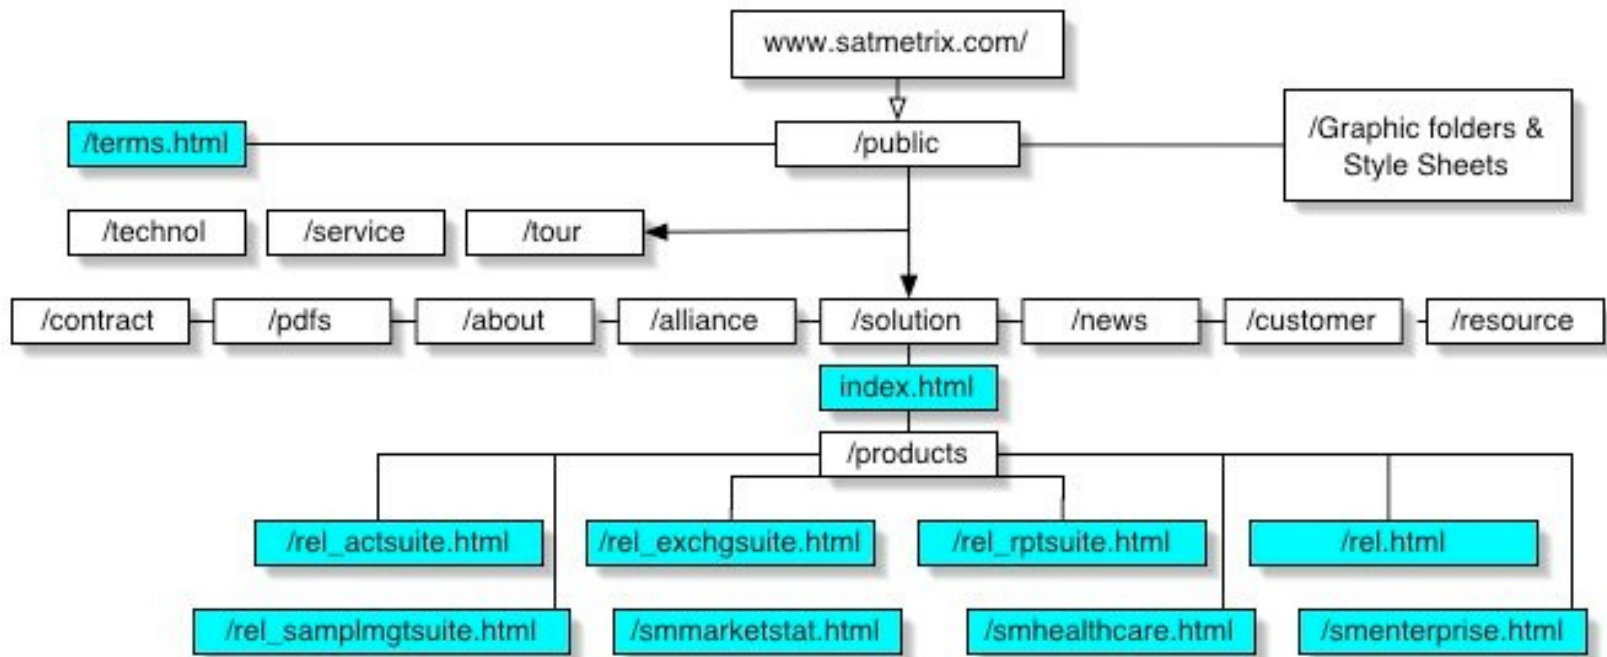 www.satmetrix.com/
/terms.html
/public
/Graphic folders &
Style Sheets
/technol
/service
/tour
/contract
/pdfs
/about
/alliance
/solution
/news
/customer
/resource
index.html
/products
/rel_actsuite.html
/rel_exchgsuite.html
/rel_rptsuite.html
/rel.html
/rel_samplmgtsuite.html
/smmarketstat.html
/smhealthcare.html
/smenterprise.html